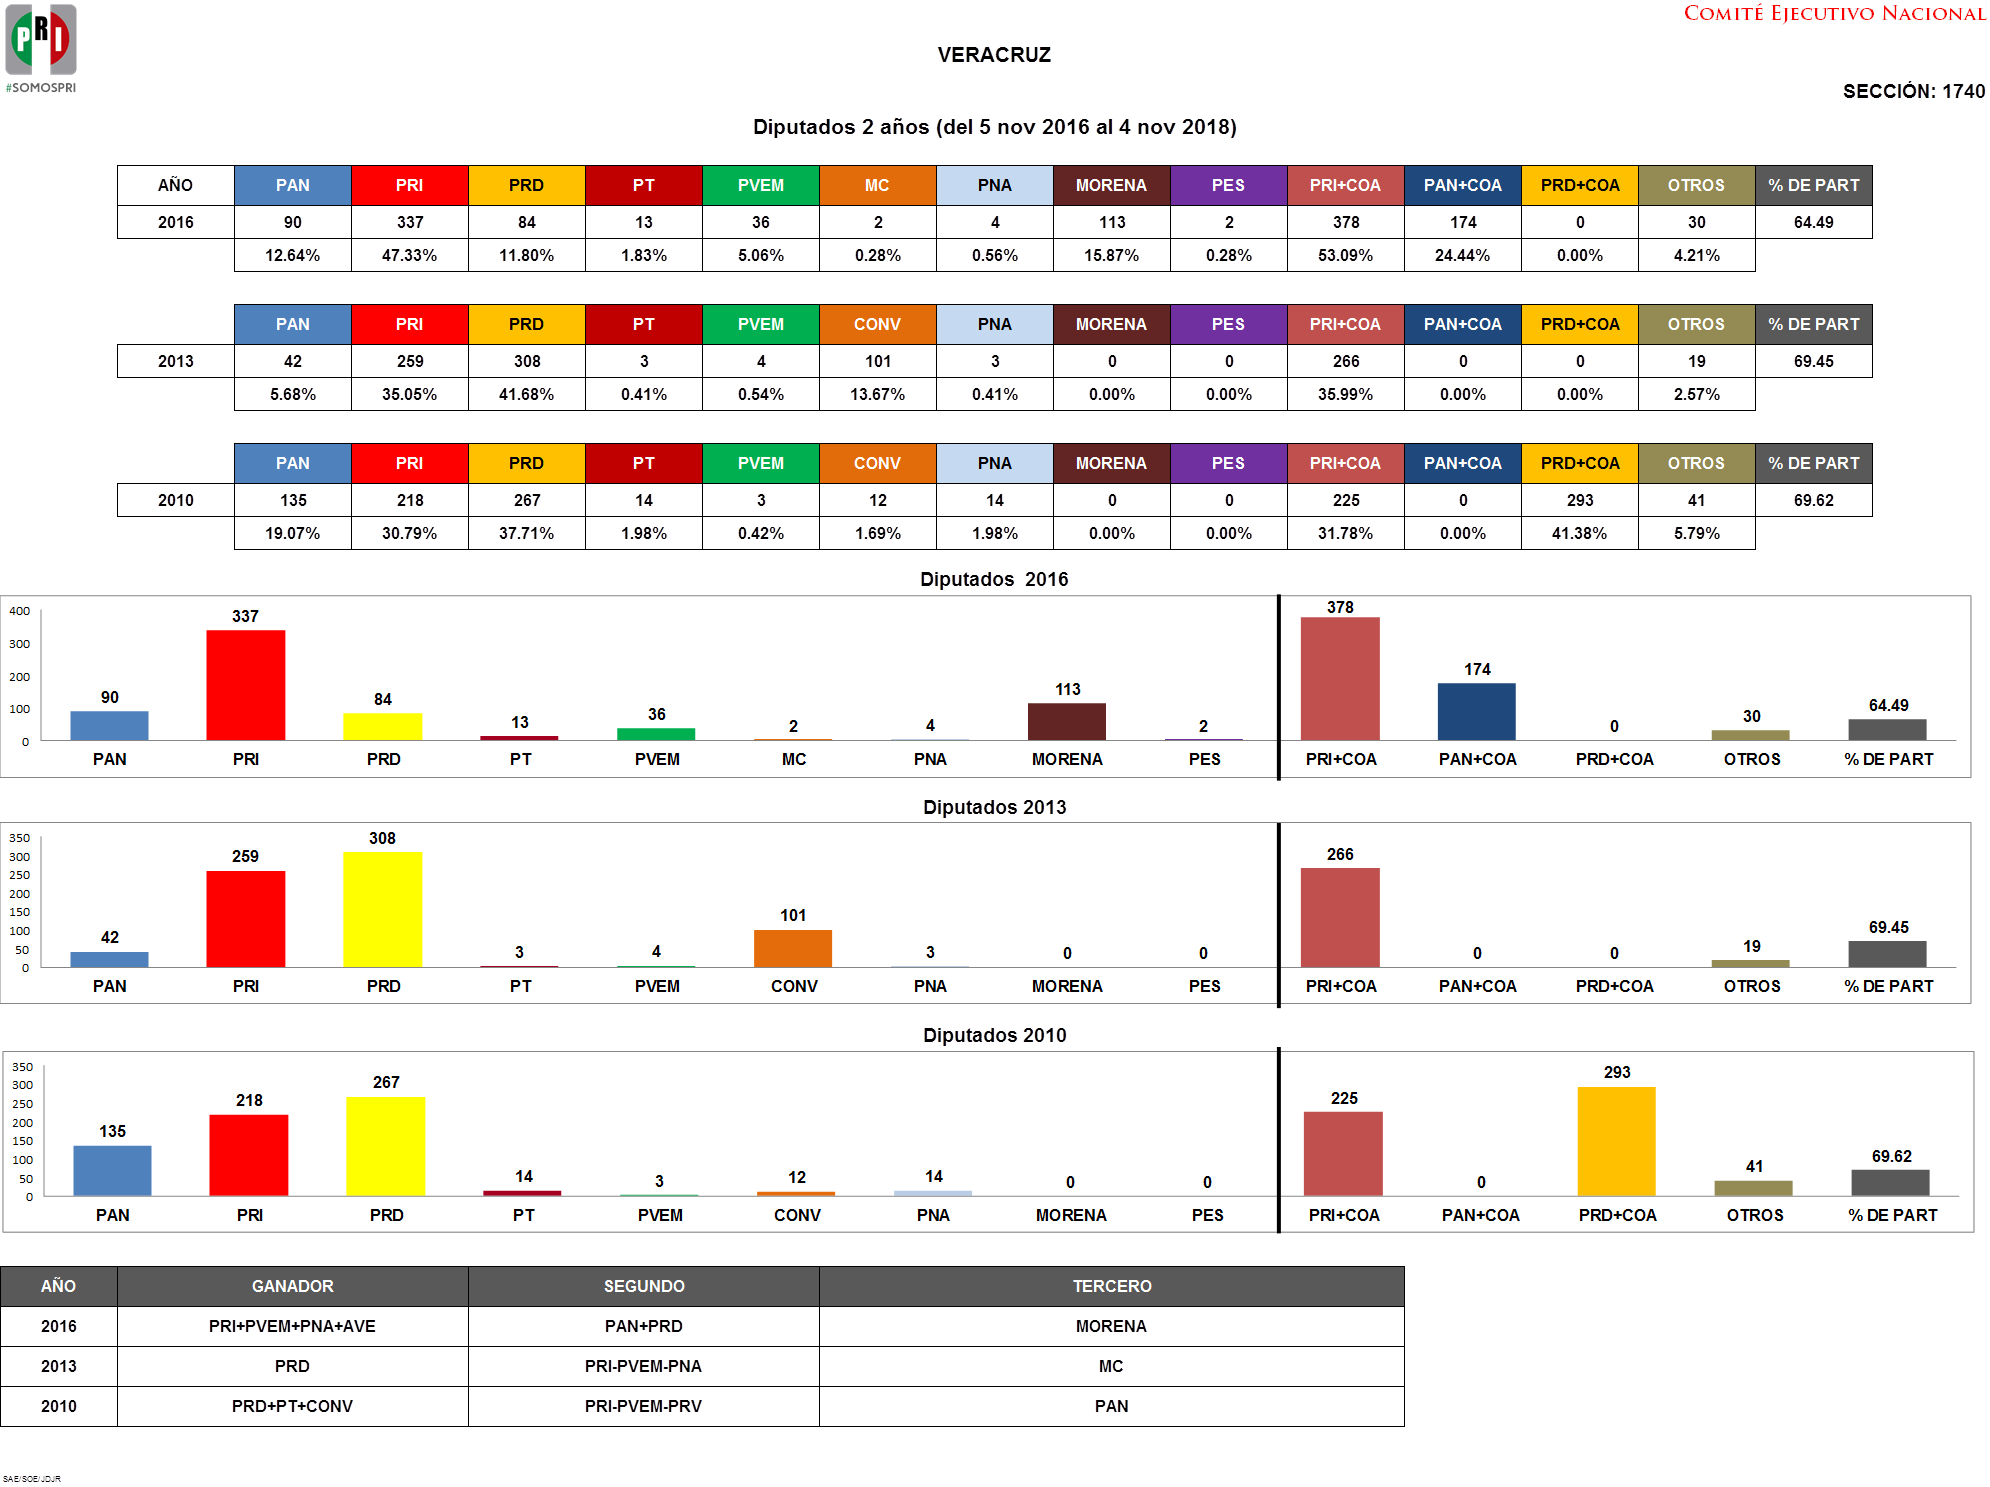 PRI
#SOMOSPRI
COMITÉ EJECUTIVO NACIONAL
VERACRUZ
SECCIÓN: 1740
Diputados 2 años (del 5 nov 2016 al 4 nov 2018)
AÑO PAN PRI PRD PT PVEM MC PNA MORENA PES PRI+COA PAN+COA PRD+COA OTROS % DE PART
2016 90 337 84 13 36 2 4 113 2 378 174 0 30 64.49
12.64% 47.33% 11.80% 1.83% 5.06% 0.28% 0.56% 15.87% 0.28% 53.09% 24.44% 0.00% 4.21%
PAN PRI PRD PT PVEM CONV PNA MORENA PES PRI+COA PAN+COA PRD+COA OTROS % DE PART
2013 42 259 308 3 4 101 3 0 0 266 0 0 19 69.45
5.68% 35.05% 41.68% 0.41% 0.54% 13.67% 0.41% 0.00% 0.00% 35.99% 0.00% 0.00% 2.57%
PAN PRI PRD PT PVEM CONV PNA MORENA PES PRI+COA PAN+COA PRD+COA OTROS % DE PART
2010 135 218 267 14 3 12 14 0 0 225 0 293 41 69.62
19.07% 30.79% 37.71% 1.98% 0.42% 1.69% 1.98% 0.00% 0.00% 31.78% 0.00% 41.38% 5.79%
Diputados 2016
400
300
200
100
0
90 337 84 13 36 2 4 113 2 378 174 0 30 64.49
PAN PRI PRD PT PVEM MC PNA MORENA PES PRI+COA PAN+COA PRD+COA OTROS % DE PART
Diputados 2013
350
300
250
200
150
100
50
0
42 259 308 3 4 101 3 0 0 266 0 0 19 69.45
PAN PRI PRD PT PVEM CONV PNA MORENA PES PRI+COA PAN+COA PRD+COA OTROS % DE PART
Diputados 2010
350
300
250
200
150
100
50
0
135 218 267 14 3 12 14 0 0 225 0 293 41 69.62
PAN PRI PRD PT PVEM CONV PNA MORENA PES PRI+COA PAN+COA PRD+COA OTROS % DE PART
AÑO GANADOR SEGUNDO TERCERO
2016 PRI+PVEM+PNA+AVE PAN+PRD MORENA
2013 PRD PRI-PVEM-PNA MC
2010 PRD+PT+CONV PRI-PVEM-PRV PAN
SAE/SOE/JDJR